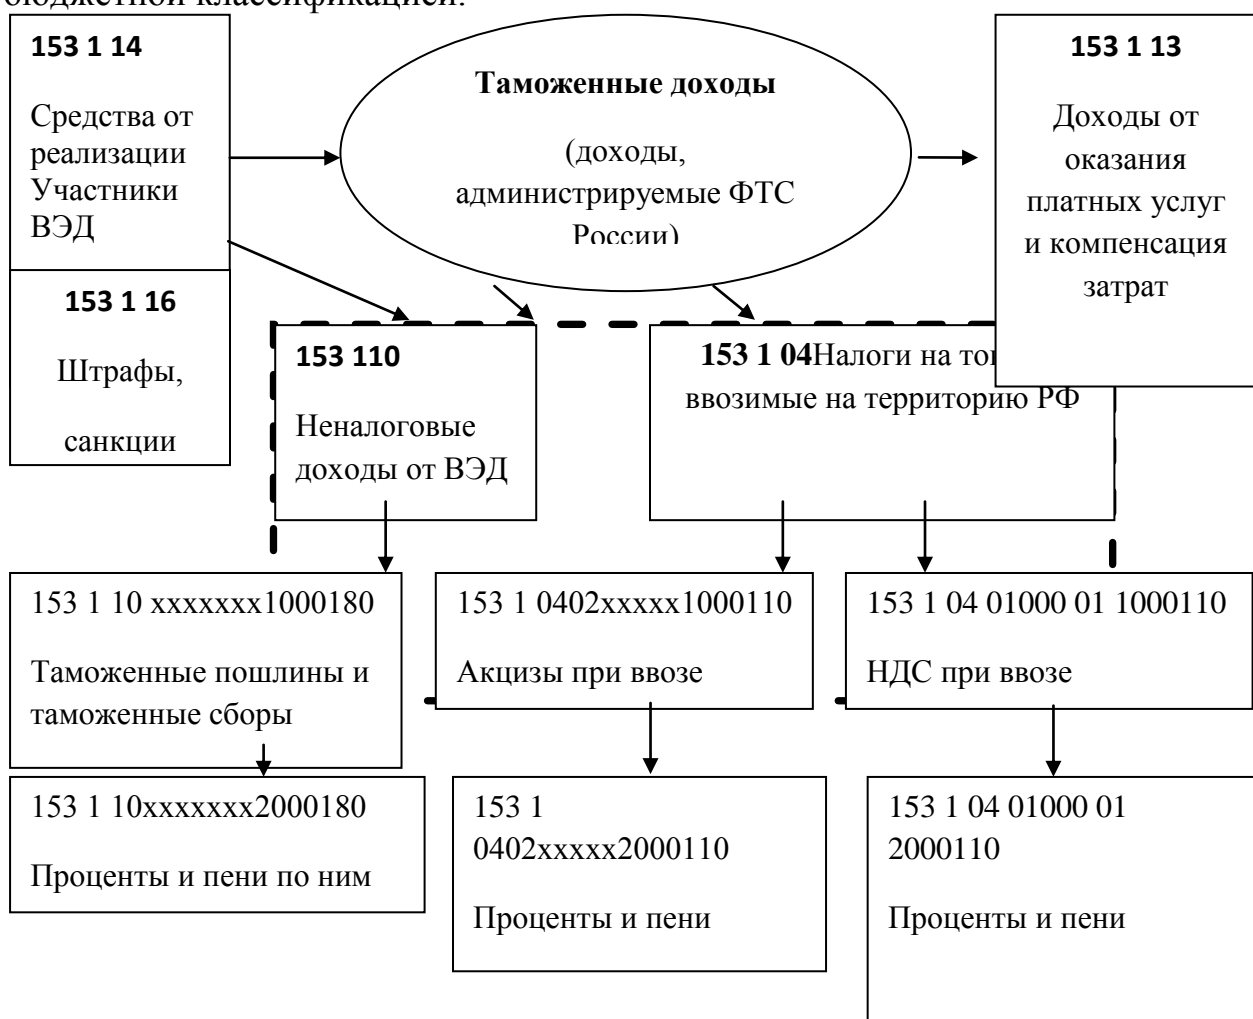 бюджетной классификацией.
153 1 14
Средства от
реализации
Участники
ВЭД
Таможенные доходы
(доходы,
администрируемые ФТС
России)
153 1 13
Доходы от
оказания
платных услуг
и компенсация
затрат
153 1 16
Штрафы,
санкции
153 110
Неналоговые
доходы от ВЭД
153 1 04Налоги на
ввозимые на территорию РФ
153 1 10 xxxxxxx1000180
Таможенные пошлины и
таможенные сборы
153 1 0402xxxxx1000110
Акцизы при ввозе
153 1 04 01000 01 1000110
НДС при ввозе
153 1 10xxxxxxx2000180
Проценты и пени по ним
153 1
0402xxxxx2000110
Проценты и пени
153 1 04 01000 01
2000110
Проценты и пени